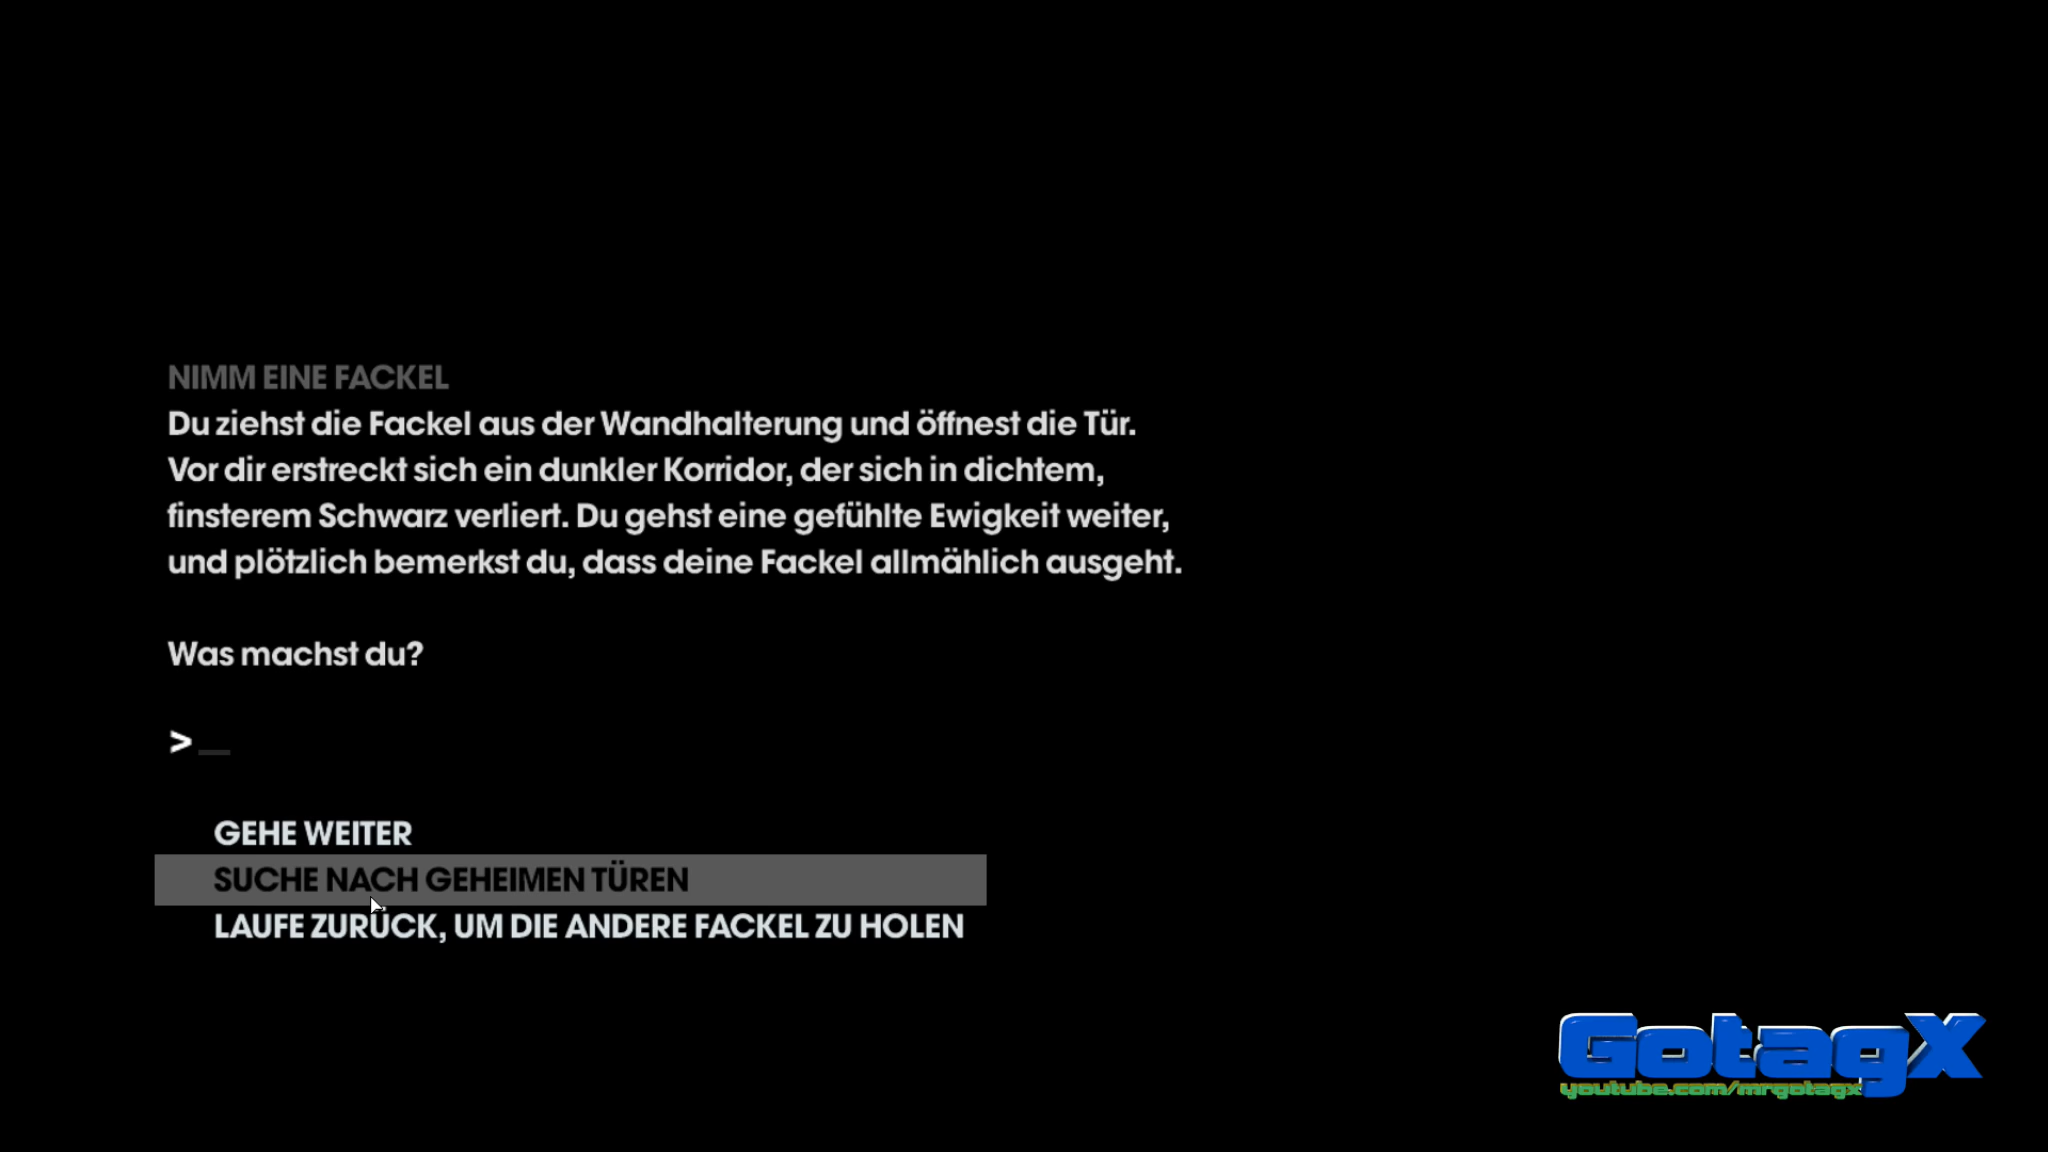 NIMM EINE FACKEL
Du ziehst die Fackel aus der Wandhalterung und öffnest die Tür.
Vor dir erstreckt sich ein dunkler Korridor, der sich in dichtem,
finsterem Schwarz verliert. Du gehst eine gefühlte Ewigkeit weiter,
und plötzlich bemerkst du, dass deine Fackel allmählich ausgeht.
Was machst du?
>_
GEHE WEITER
SUCHE NACH GEHEIMEN TÜREN
LAUFE ZURÜCK, UM DIE ANDERE FACKEL ZU HOLEN
GotagX
youtube.com/mrgotagx